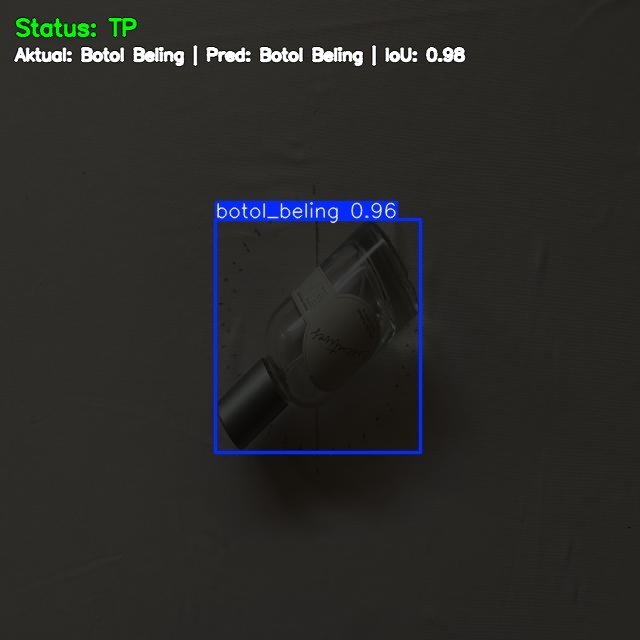 Status: TP
Aktual: Botol Beling | Pred: Botol Beling | IoU: 0.98
botol_beling 0.96